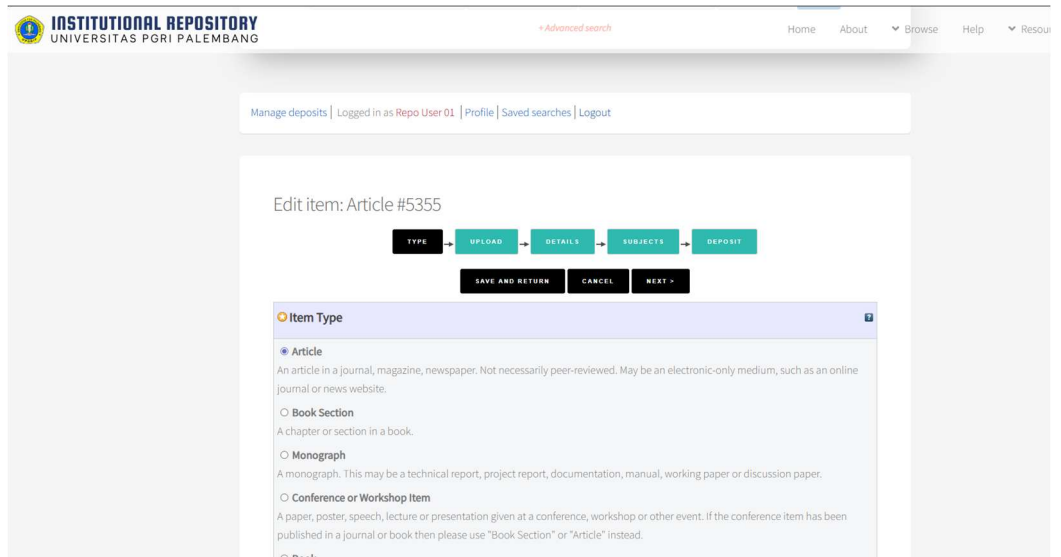 INSTITUTIONAL REPOSITORY
UNIVERSITAS PGRI PALEMBANG
+ Advanced search
Home About Browse Help Resour
Manage deposits | Logged in as Repo User 01 | Profile | Saved searches | Logout
Edit item: Article #5355
TYPE → UPLOAD → DETAILS → SUBJECTS → DEPOSIT
SAVE AND RETURN CANCEL NEXT >
Item Type ?
Article
An article in a journal, magazine, newspaper. Not necessarily peer-reviewed. May be an electronic-only medium, such as an online
journal or news website.
Book Section
A chapter or section in a book.
Monograph
A monograph. This may be a technical report, project report, documentation, manual, working paper or discussion paper.
Conference or Workshop Item
A paper, poster, speech, lecture or presentation given at a conference, workshop or other event. If the conference item has been
published in a journal or book then please use "Book Section" or "Article" instead.